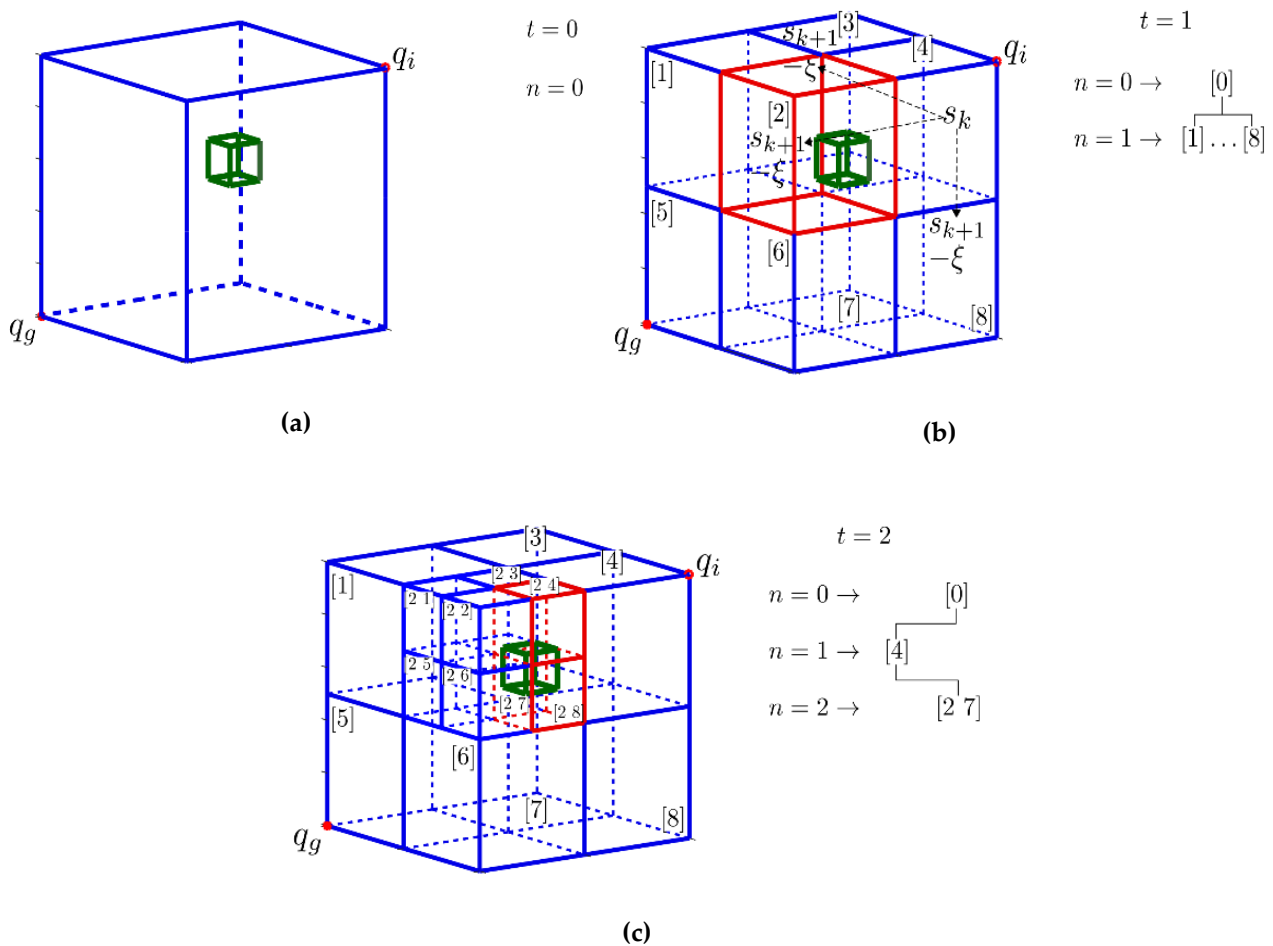 t = 0
q_i
n = 0
q_g
(a)
t = 1
[3]
s_{k+1}
[4]
q_i
[1]
−ξ
n = 0 → [0]
[2]
s_k
n = 1 → [1] … [8]
s_{k+1}
−ξ
[5]
s_{k+1}
[6]
−ξ
[7]
[8]
q_g
(b)
t = 2
[3]
[4]
q_i
[1]
[2 3]
[2 4]
[2 1]
[2 2]
n = 0 → [0]
n = 1 → [4]
[2 5]
[2 6]
[2 7]
[2 8]
n = 2 → [2 7]
[5]
[6]
[7]
[8]
q_g
(c)